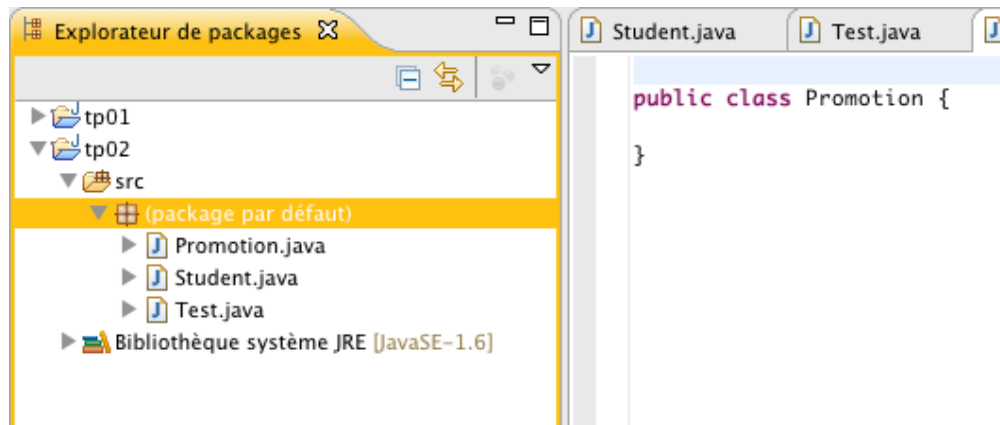 Explorateur de packages
Student.java
Test.java
tp01
tp02
src
(package par défaut)
Promotion.java
Student.java
Test.java
Bibliothèque système JRE [JavaSE-1.6]
public class Promotion {
}